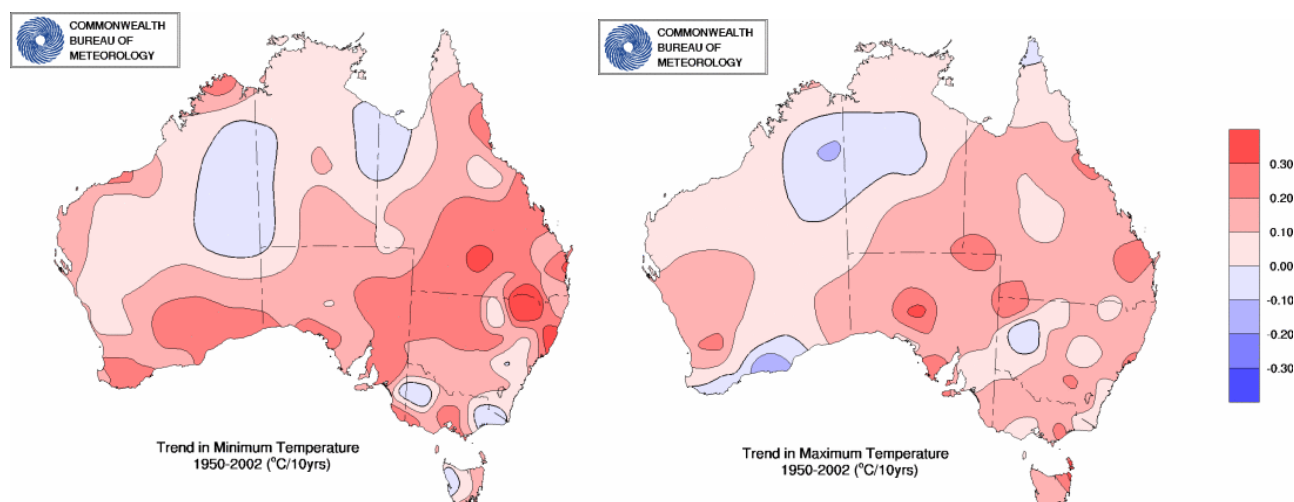 COMMONWEALTH
BUREAU OF
METEOROLOGY
Trend in Minimum Temperature
1950-2002 (°C/10yrs)
COMMONWEALTH
BUREAU OF
METEOROLOGY
Trend in Maximum Temperature
1950-2002 (°C/10yrs)
0.30
0.20
0.10
0.00
-0.10
-0.20
-0.30